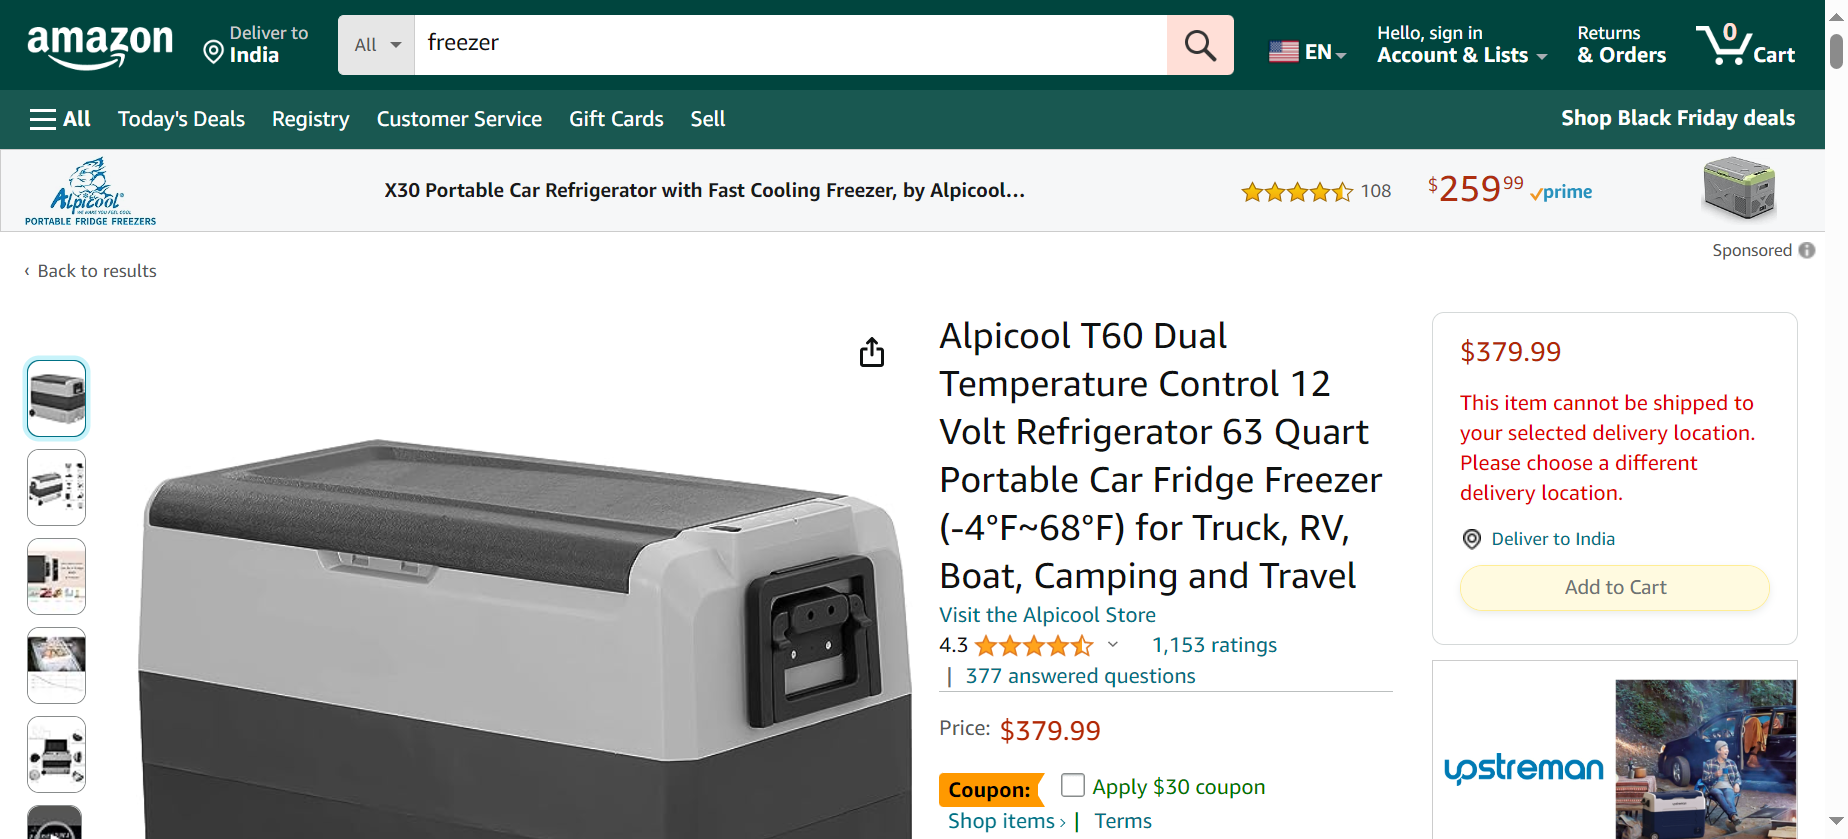 amazon
Deliver to
India
All
freezer
EN
Hello, sign in
Account & Lists
Returns
& Orders
0
Cart
All
Today's Deals
Registry
Customer Service
Gift Cards
Sell
Shop Black Friday deals
Alpicool
PORTABLE FRIDGE FREEZERS
X30 Portable Car Refrigerator with Fast Cooling Freezer, by Alpicool...
108
$259.99
prime
Sponsored
‹ Back to results
Alpicool T60 Dual
Temperature Control 12
Volt Refrigerator 63 Quart
Portable Car Fridge Freezer
(-4°F~68°F) for Truck, RV,
Boat, Camping and Travel
Visit the Alpicool Store
4.3
1,153 ratings
| 377 answered questions
Price: $379.99
Coupon:
Apply $30 coupon
Shop items › | Terms
$379.99
This item cannot be shipped to
your selected delivery location.
Please choose a different
delivery location.
Deliver to India
Add to Cart
upstreman